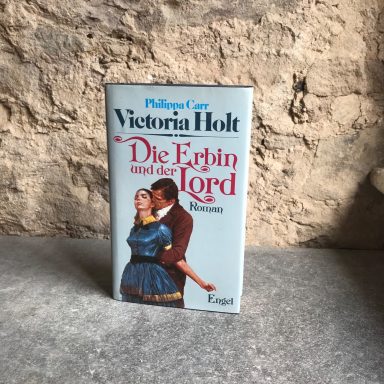 Philippa Carr
Victoria Holt
Die Erbin
und der Lord
Roman
Engel